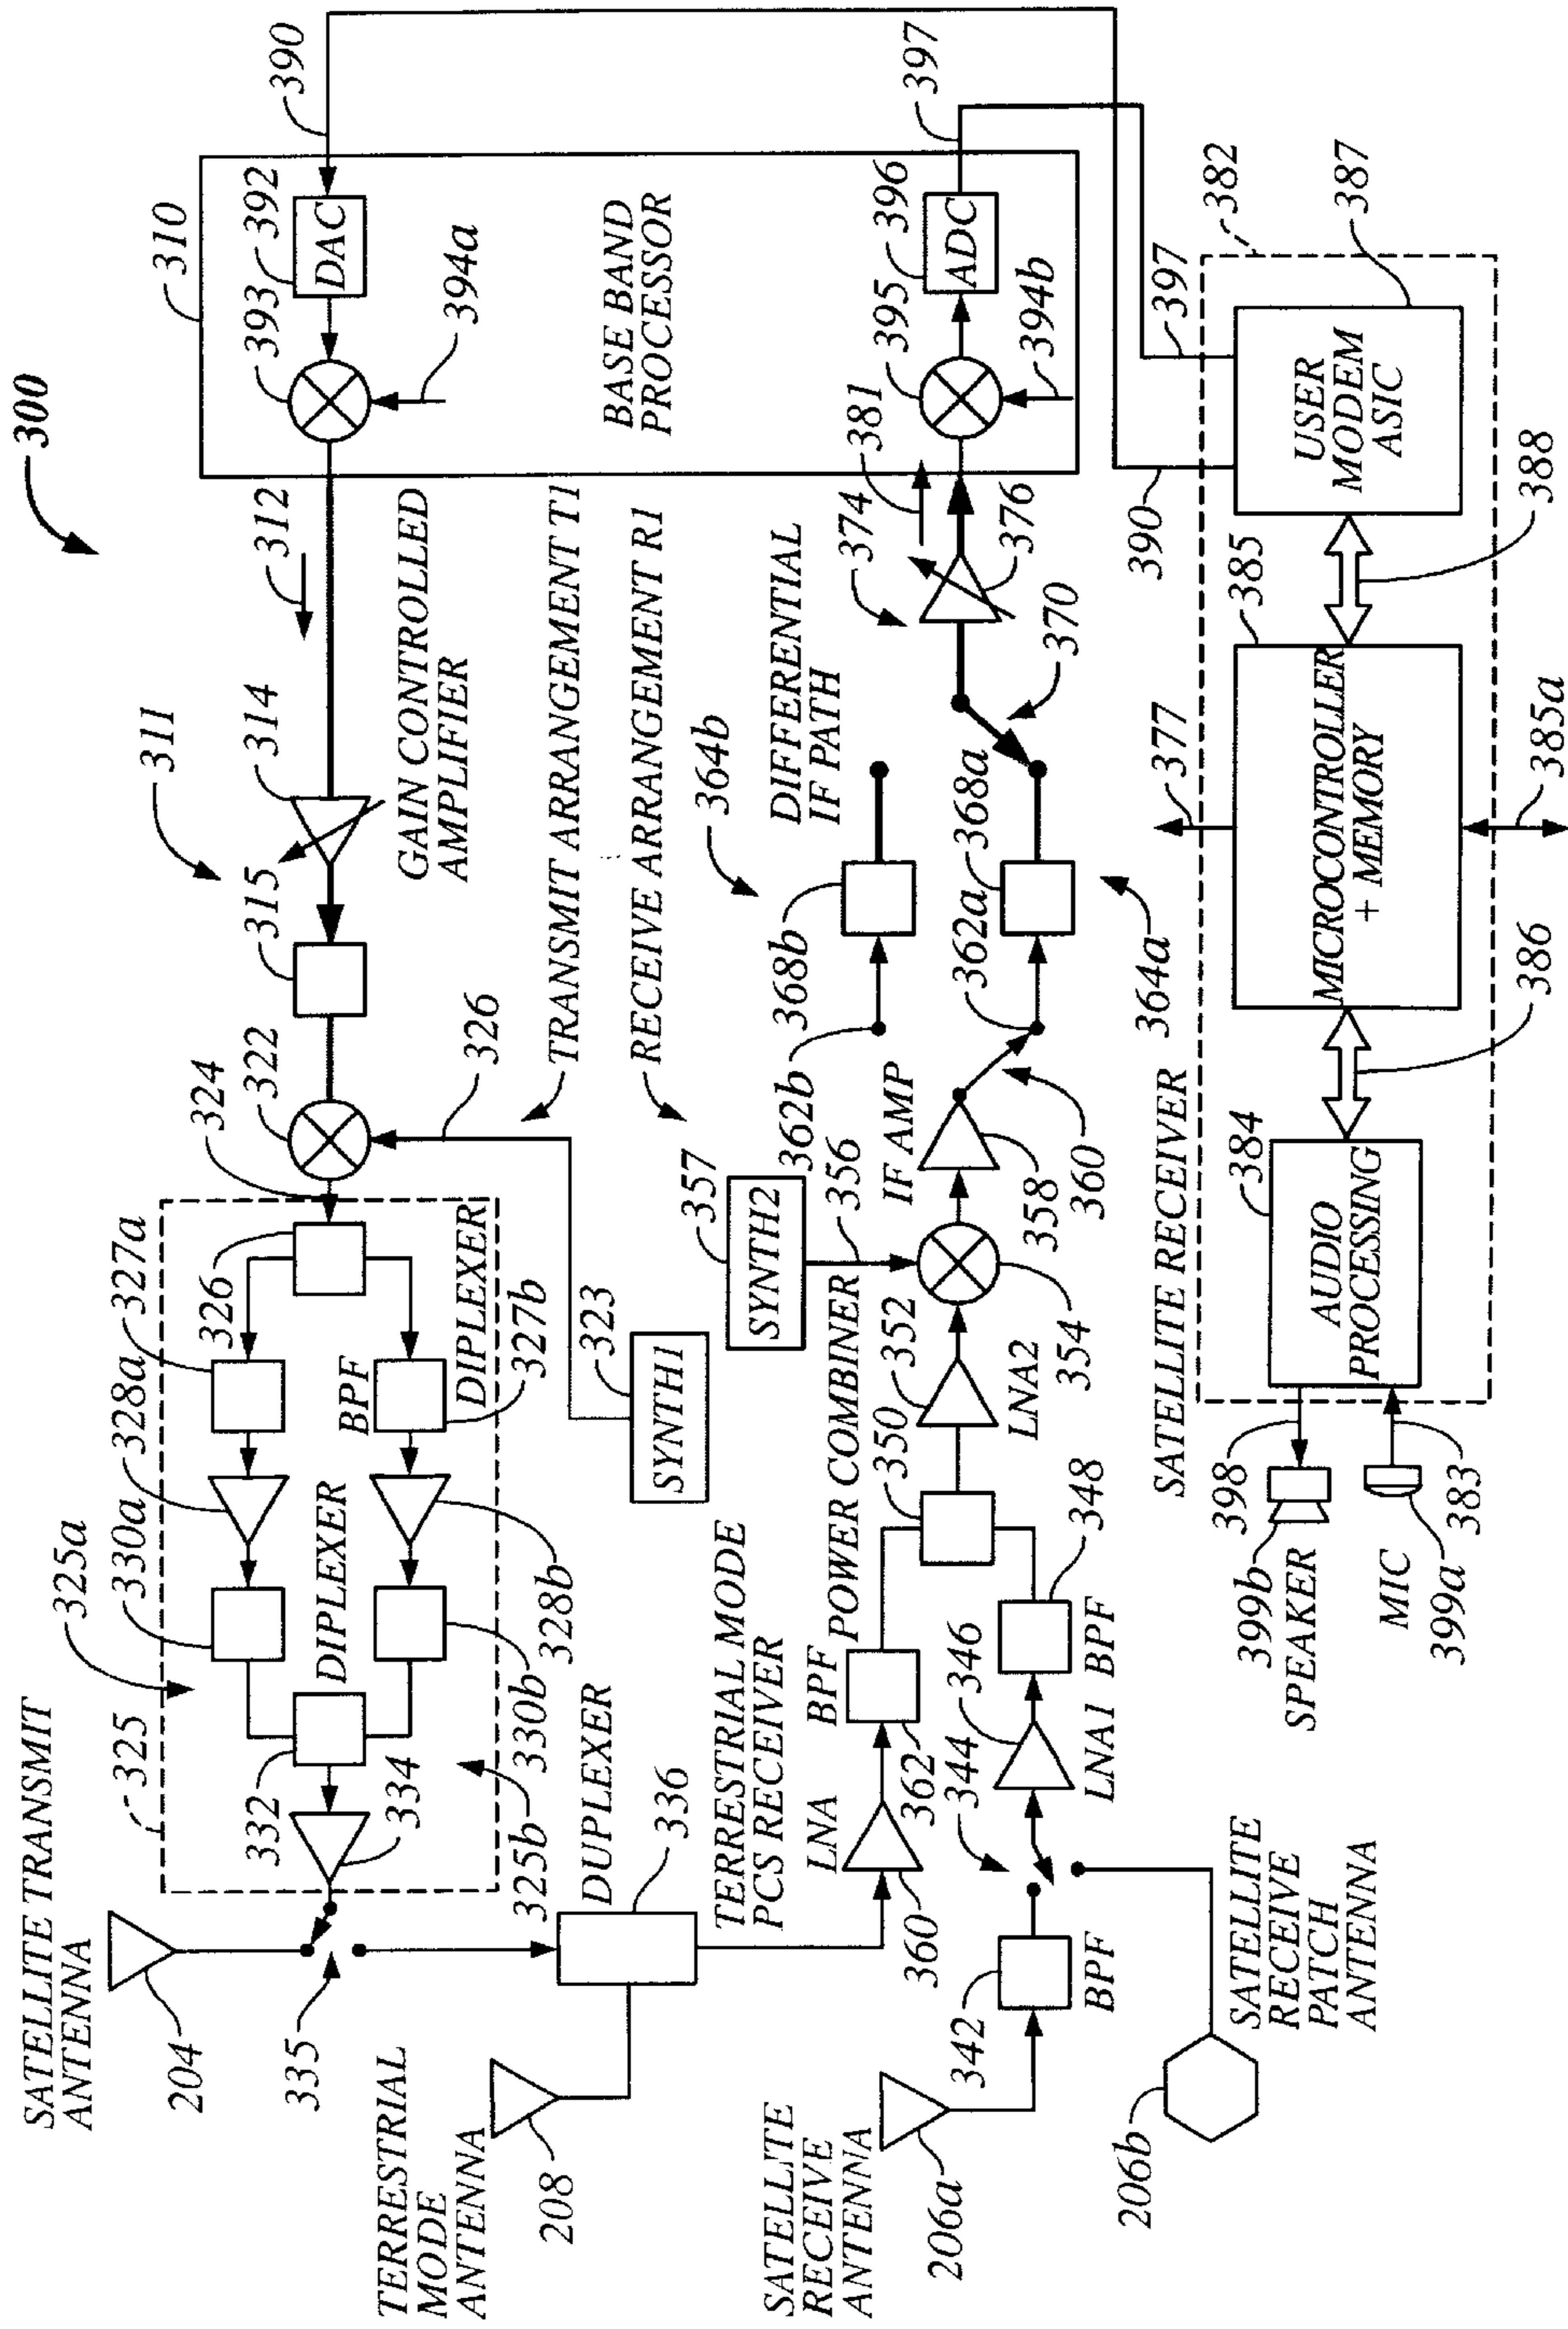 300
SATELLITE TRANSMIT
ANTENNA
204
335
325
325a
330a
328a
327a
326
324
322
315
311
314
312
310
393
392
390
DAC
394a
BPF
DIPLEXER
DIPLEXER
332
334
325b
330b
328b
327b
GAIN CONTROLLED
AMPLIFIER
BASE BAND
PROCESSOR
TERRESTRIAL
MODE
ANTENNA
208
DUPLEXER
336
323
SYNTH1
326
TRANSMIT ARRANGEMENT T1
RECEIVE ARRANGEMENT R1
TERRESTRIAL MODE
PCS RECEIVER
357
SYNTH2
356
362b
368b
364b
DIFFERENTIAL
IF PATH
374
381
395
396
397
ADC
394b
LNA
BPF
POWER COMBINER
350
352
IF AMP
362a
368a
376
370
360
362
LNA2
354
358
360
364a
SATELLITE
RECEIVE
ANTENNA
206a
342
BPF
344
346
LNA1
BPF
348
206b
SATELLITE
RECEIVE
PATCH
ANTENNA
SATELLITE RECEIVER
377
390
397
382
384
385
387
AUDIO
PROCESSING
MICROCONTROLLER
+ MEMORY
USER
MODEM
ASIC
398
399b
SPEAKER
MIC
383
399a
386
385a
388